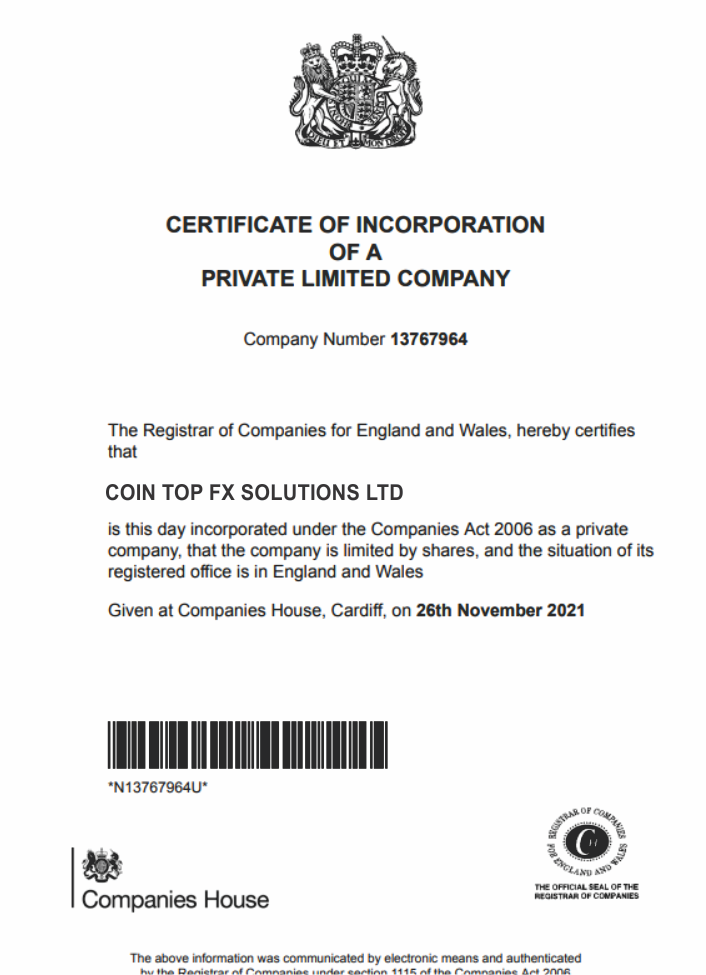 DIEU ET MON DROIT
CERTIFICATE OF INCORPORATION
OF A
PRIVATE LIMITED COMPANY
Company Number 13767964
The Registrar of Companies for England and Wales, hereby certifies
that
COIN TOP FX SOLUTIONS LTD
is this day incorporated under the Companies Act 2006 as a private
company, that the company is limited by shares, and the situation of its
registered office is in England and Wales
Given at Companies House, Cardiff, on 26th November 2021
*N13767964U*
REGISTRAR OF COMPANIES
FOR ENGLAND AND WALES
C H
THE OFFICIAL SEAL OF THE
REGISTRAR OF COMPANIES
Companies House
The above information was communicated by electronic means and authenticated
by the Registrar of Companies under section 1115 of the Companies Act 2006